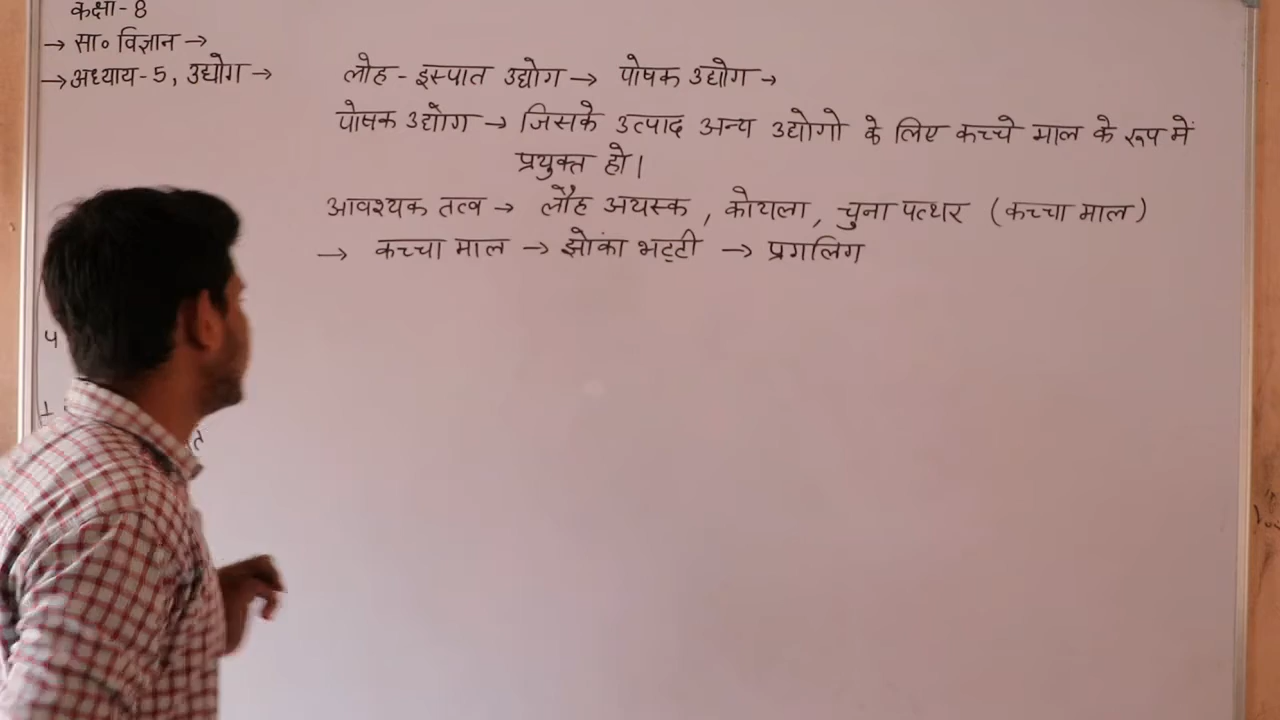 कक्षा-8
→ सा० विज्ञान →
→ अध्याय-5, उद्योग →
लोह - इस्पात उद्योग → पोषक उद्योग →
पोषक उद्योग → जिसके उत्पाद अन्य उद्योगो के लिए कच्चे माल के रूप में
प्रयुक्त हो।
आवश्यक तत्व → लौह अयस्क , कोयला , चुना पत्थर (कच्चा माल)
→ कच्चा माल → झोंका भट्टी → प्रगलिग